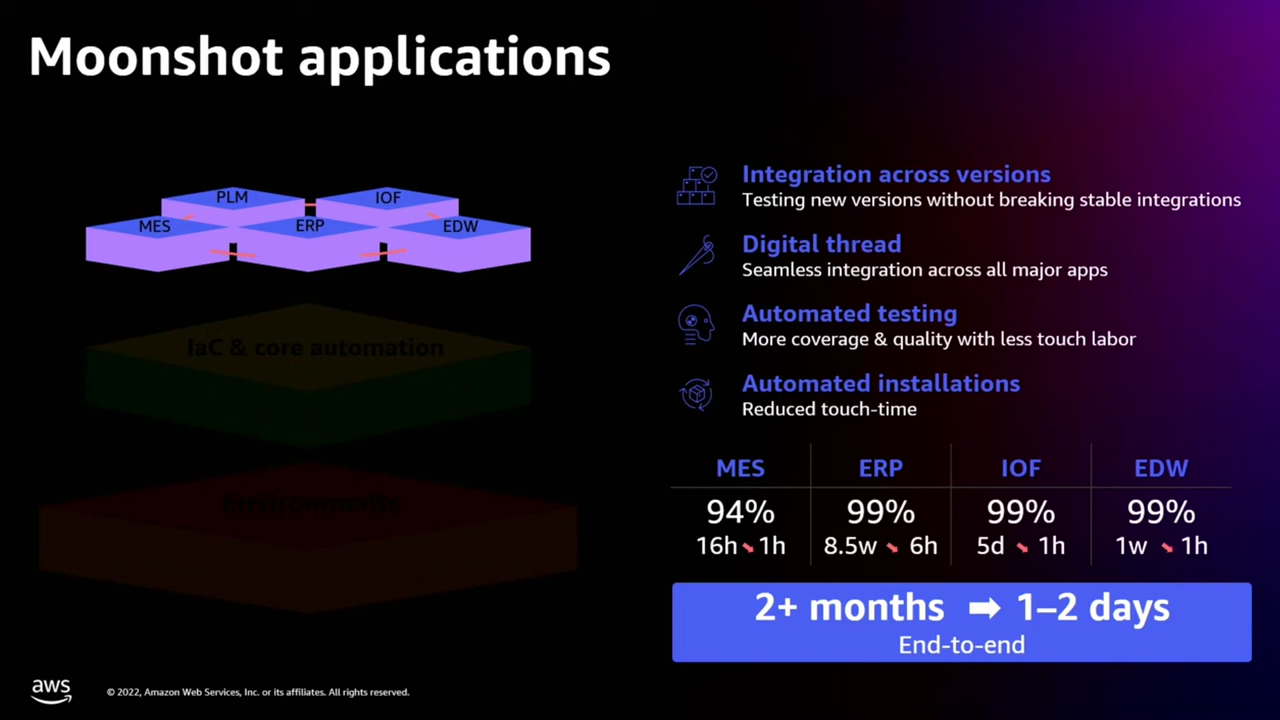 Moonshot applications
PLM
IOF
MES
ERP
EDW
IaC & core automation
Environments
Integration across versions
Testing new versions without breaking stable integrations
Digital thread
Seamless integration across all major apps
Automated testing
More coverage & quality with less touch labor
Automated installations
Reduced touch-time
MES ERP IOF EDW
94% 99% 99% 99%
16h ↘ 1h 8.5w ↘ 6h 5d ↘ 1h 1w ↘ 1h
2+ months ➡ 1–2 days
End-to-end
aws
© 2022, Amazon Web Services, Inc. or its affiliates. All rights reserved.